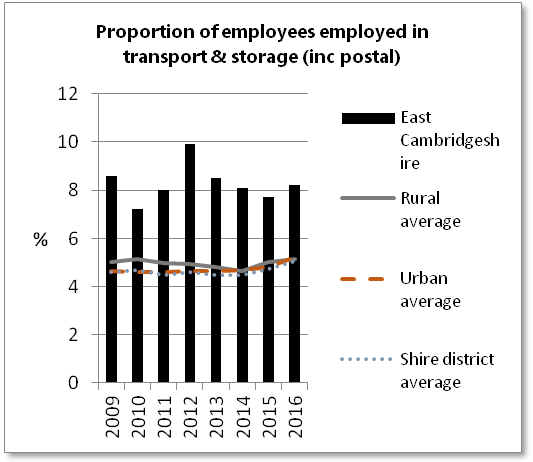 Proportion of employees employed in
transport & storage (inc postal)
12
10
8
6
4
2
0
%
2009
2010
2011
2012
2013
2014
2015
2016
East
Cambridgesh
ire
Rural
average
Urban
average
Shire district
average